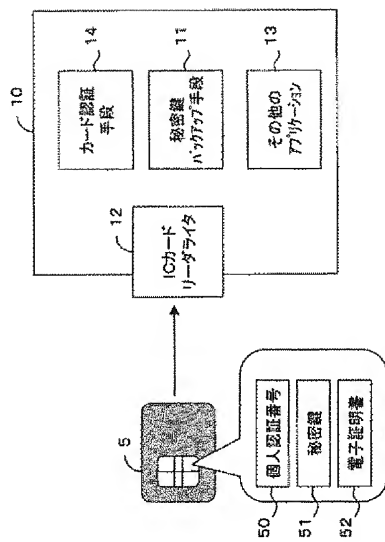 10
14
カード認証
手段
11
秘密鍵
バックアップ手段
13
その他の
アプリケーション
12
ICカード
リーダライタ
5
50
個人認証番号
51
秘密鍵
52
電子証明書